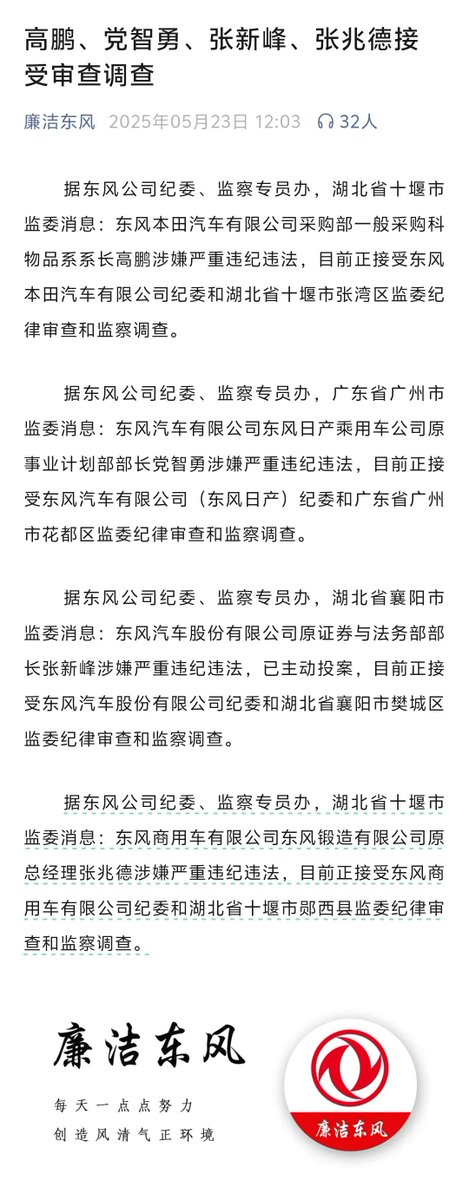 高鹏、党智勇、张新峰、张兆德接
受审查调查
廉洁东风 2025年05月23日 12:03 32人
据东风公司纪委、监察专员办，湖北省十堰市
监委消息：东风本田汽车有限公司采购部一般采购科
物品系系长高鹏涉嫌严重违纪违法，目前正接受东风
本田汽车有限公司纪委和湖北省十堰市张湾区监委纪
律审查和监察调查。
据东风公司纪委、监察专员办，广东省广州市
监委消息：东风汽车有限公司东风日产乘用车公司原
事业计划部部长党智勇涉嫌严重违纪违法，目前正接
受东风汽车有限公司（东风日产）纪委和广东省广州
市花都区监委纪律审查和监察调查。
据东风公司纪委、监察专员办，湖北省襄阳市
监委消息：东风汽车股份有限公司原证券与法务部部
长张新峰涉嫌严重违纪违法，已主动投案，目前正接
受东风汽车股份有限公司纪委和湖北省襄阳市樊城区
监委纪律审查和监察调查。
据东风公司纪委、监察专员办，湖北省十堰市
监委消息：东风商用车有限公司东风锻造有限公司原
总经理张兆德涉嫌严重违纪违法，目前正接受东风商
用车有限公司纪委和湖北省十堰市郧西县监委纪律审
查和监察调查。
廉洁东风
每天一点点努力
创造风清气正环境
廉洁东风